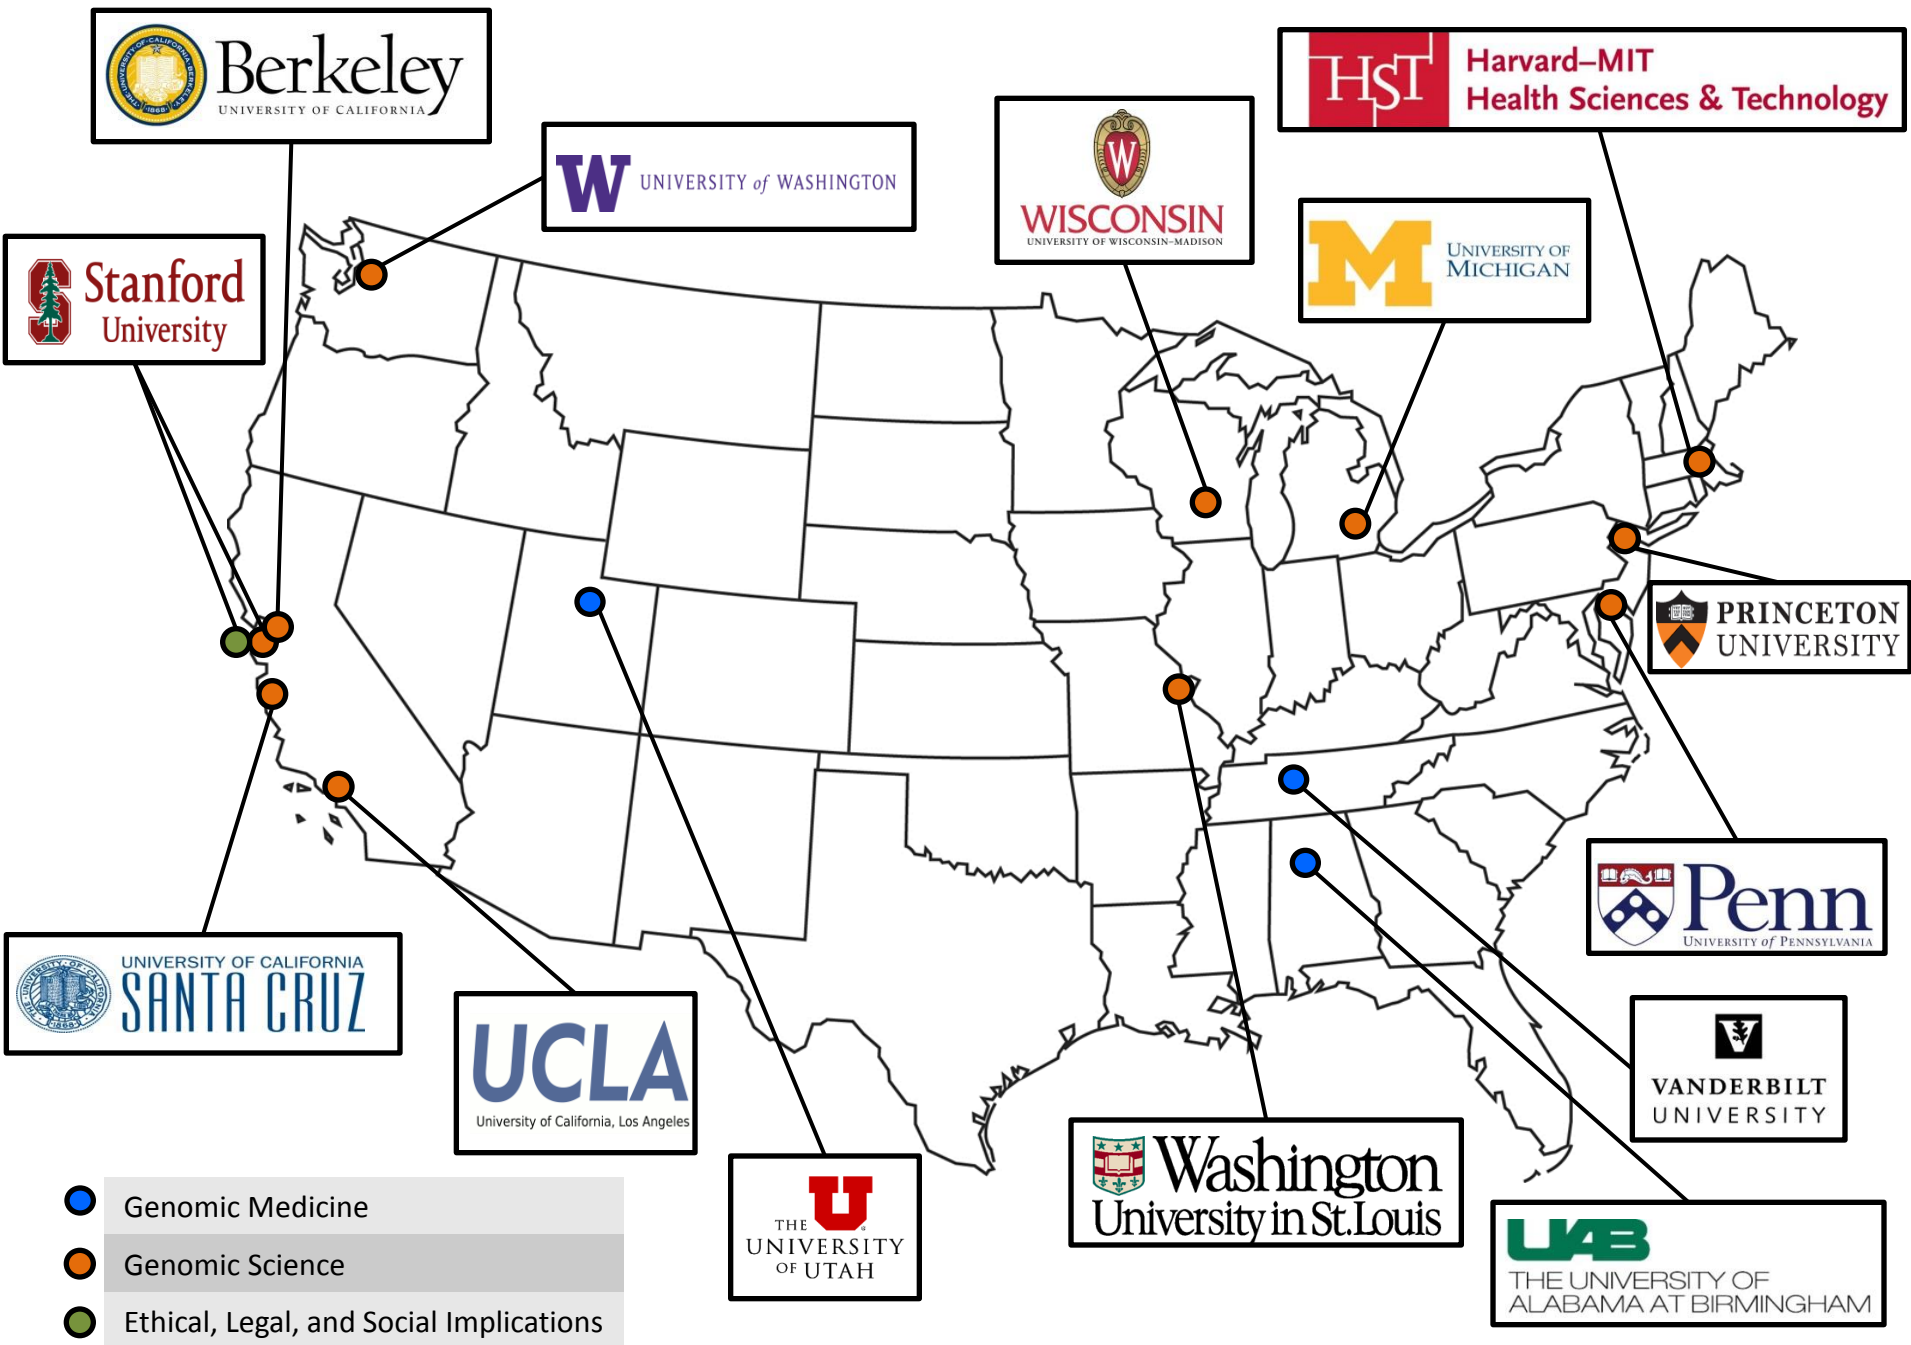 Berkeley
UNIVERSITY OF CALIFORNIA
HST
Harvard–MIT
Health Sciences & Technology
W UNIVERSITY of WASHINGTON
W
WISCONSIN
UNIVERSITY OF WISCONSIN–MADISON
M
UNIVERSITY OF
MICHIGAN
S
Stanford
University
PRINCETON
UNIVERSITY
Penn
UNIVERSITY of PENNSYLVANIA
UNIVERSITY OF CALIFORNIA
SANTA CRUZ
UCLA
University of California, Los Angeles
V
VANDERBILT
UNIVERSITY
Washington
University in St.Louis
U
THE
UNIVERSITY
OF UTAH
UAB
THE UNIVERSITY OF
ALABAMA AT BIRMINGHAM
Genomic Medicine
Genomic Science
Ethical, Legal, and Social Implications